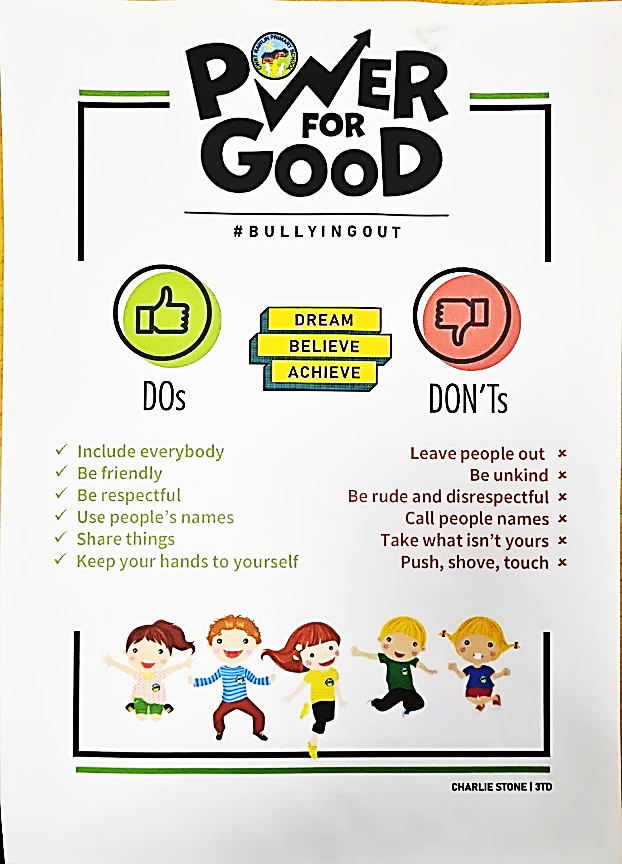 POWER
FOR
GOOD
#BULLYINGOUT
DREAM
BELIEVE
ACHIEVE
DOs
✓ Include everybody
✓ Be friendly
✓ Be respectful
✓ Use people's names
✓ Share things
✓ Keep your hands to yourself
DON'Ts
Leave people out ×
Be unkind ×
Be rude and disrespectful ×
Call people names ×
Take what isn't yours ×
Push, shove, touch ×
CHARLIE STONE | 3TD